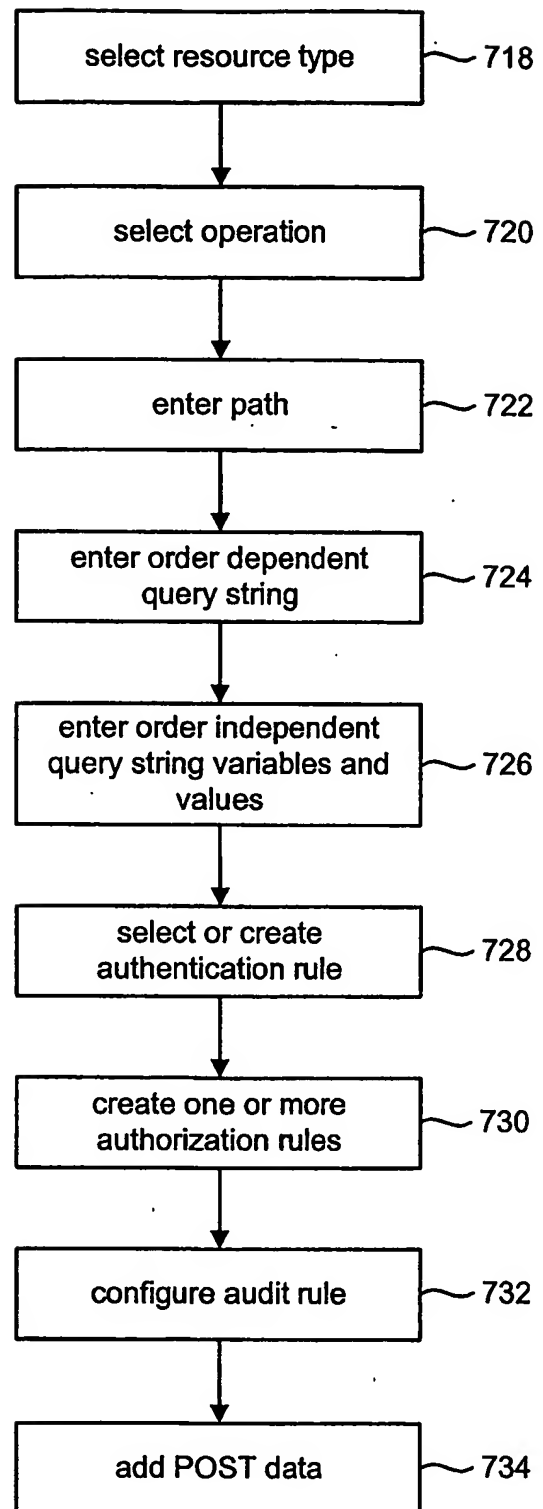 select resource type
718
select operation
720
enter path
722
enter order dependent
query string
724
enter order independent
query string variables and
values
726
select or create
authentication rule
728
create one or more
authorization rules
730
configure audit rule
732
add POST data
734